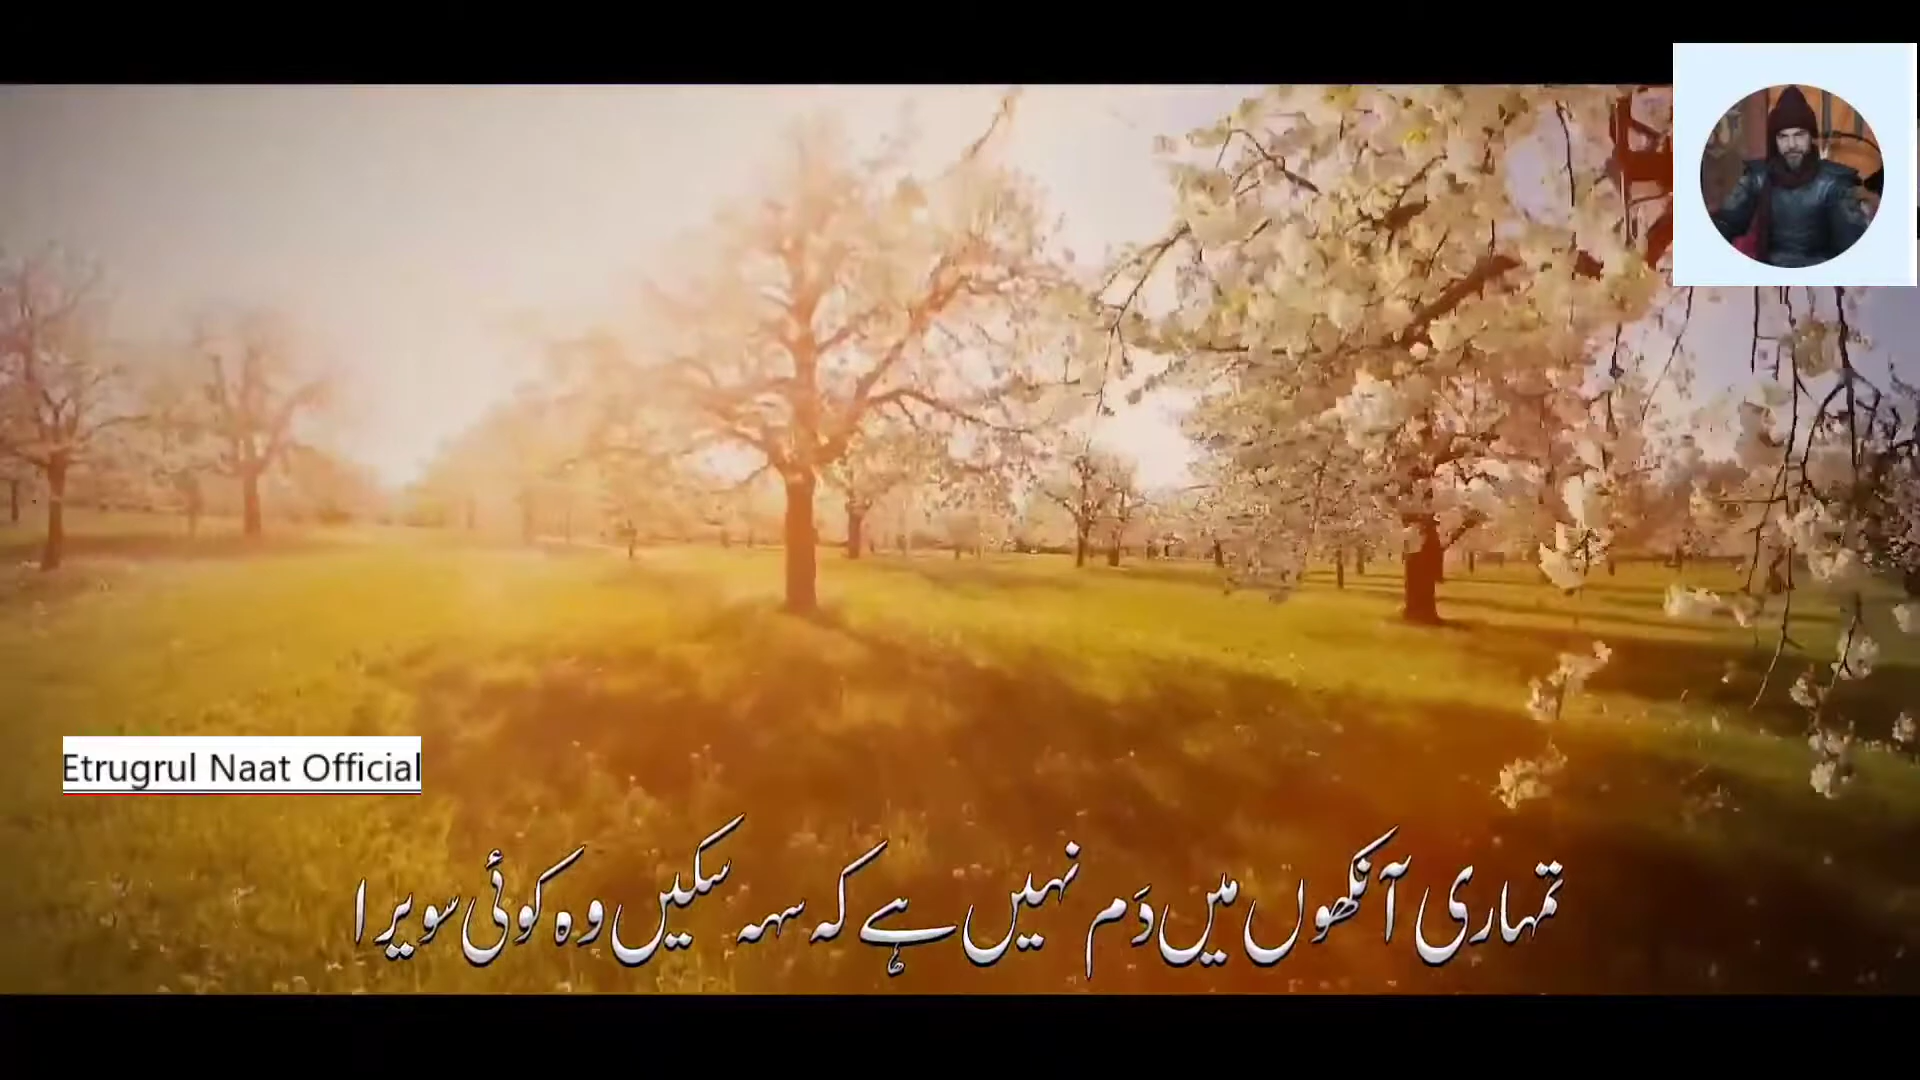 Etrugrul Naat Official
تمہاری آنکھوں میں دَم نہیں ہے کہ سہہ سکیں وہ کوئی سویرا